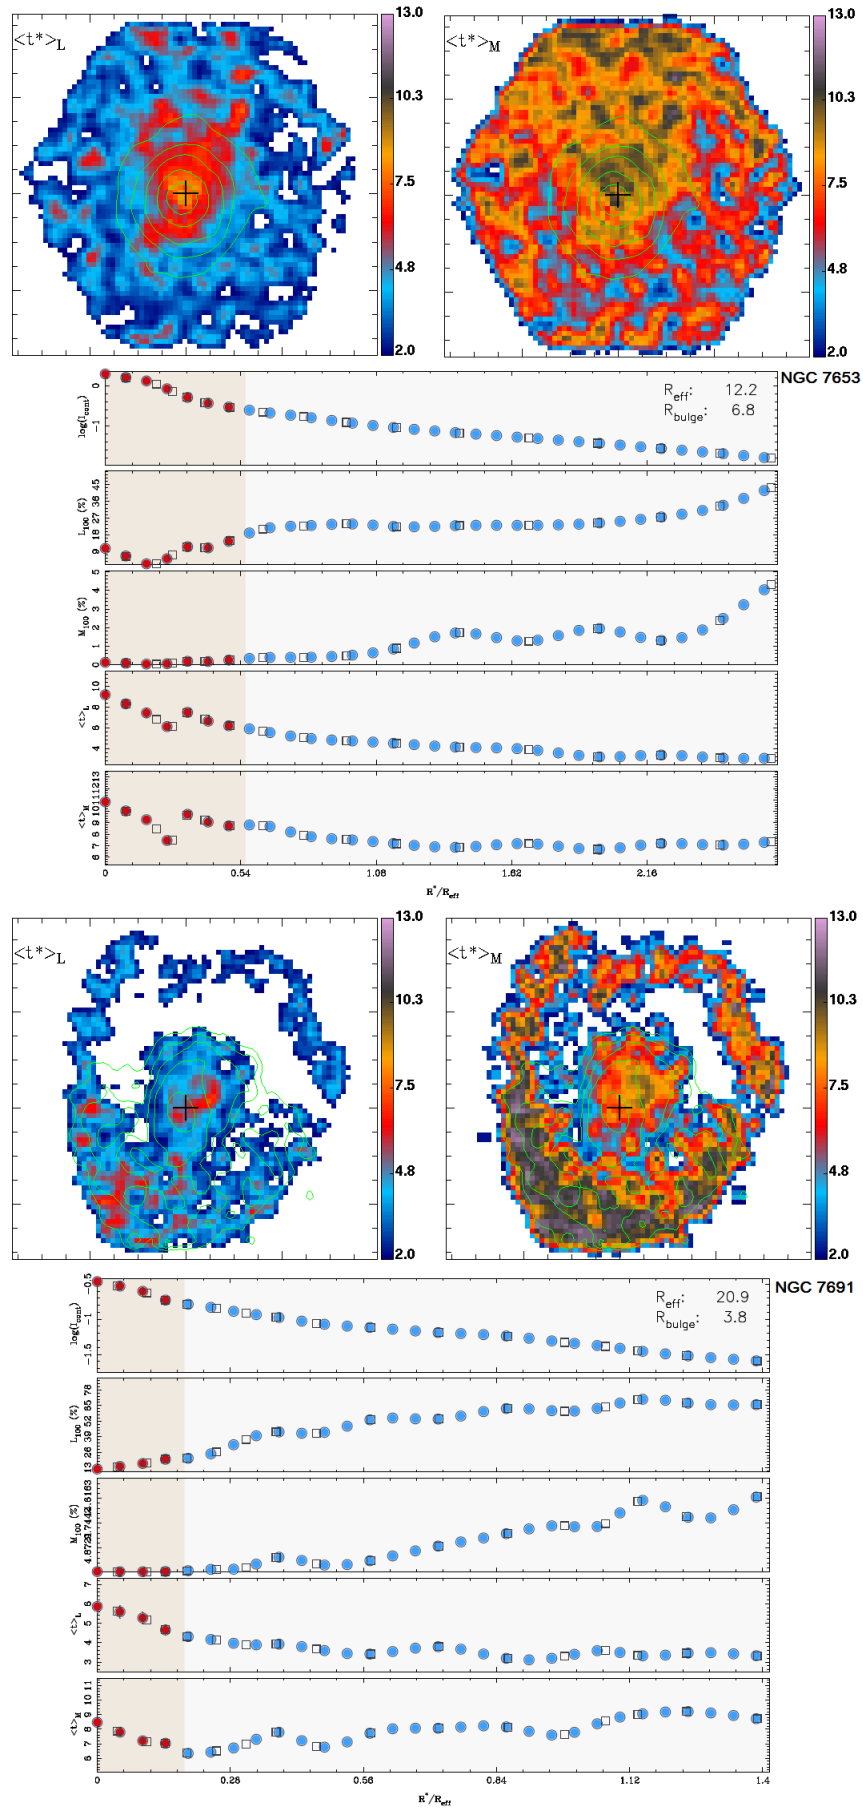 <t*>L
13.0
10.3
7.5
4.8
2.0
<t*>M
13.0
10.3
7.5
4.8
2.0
NGC 7653
Reff: 12.2
Rbulge: 6.8
log(Icont)
0
−1
L100 (%)
9 18 27 36 45
M100 (%)
0 1 2 3 4 5
<t>L
4 6 8 10
<t>M
6 7 8 9 10 11 12 13
0 0.54 1.08 1.62 2.16
R*/Reff
<t*>L
13.0
10.3
7.5
4.8
2.0
<t*>M
13.0
10.3
7.5
4.8
2.0
NGC 7691
Reff: 20.9
Rbulge: 3.8
log(Icont)
−0.5
−1
−1.5
L100 (%)
13 26 39 52 65 78
M100 (%)
<t>L
3 4 5 6 7
<t>M
6 7 8 9 10 11
0 0.28 0.56 0.84 1.12 1.4
R*/Reff